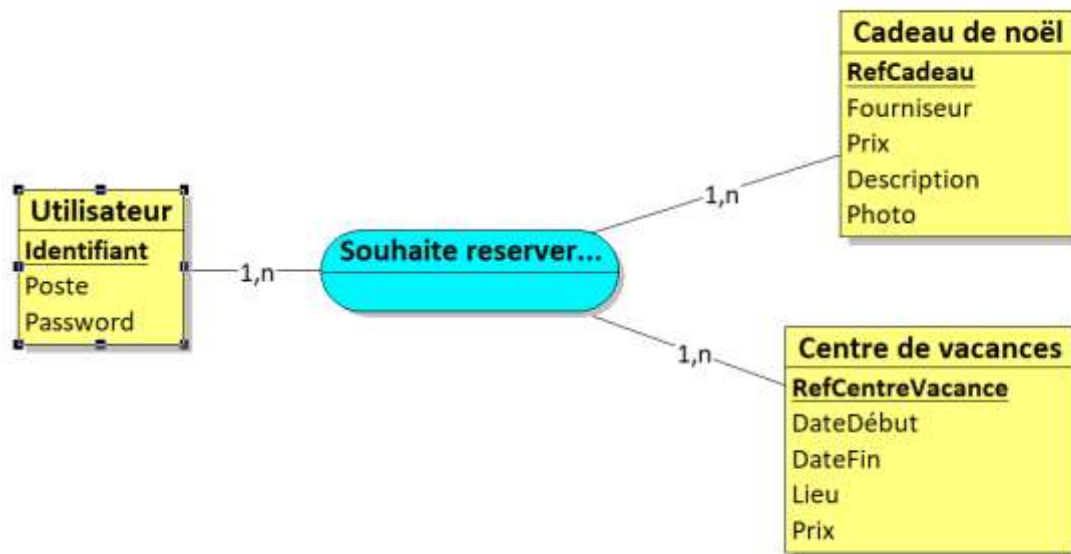 Cadeau de noël
RefCadeau
Fourniseur
Prix
Description
Photo
1,n
Utilisateur
Identifiant
Poste
Password
1,n
Souhaite reserver...
1,n
Centre de vacances
RefCentreVacance
DateDébut
DateFin
Lieu
Prix